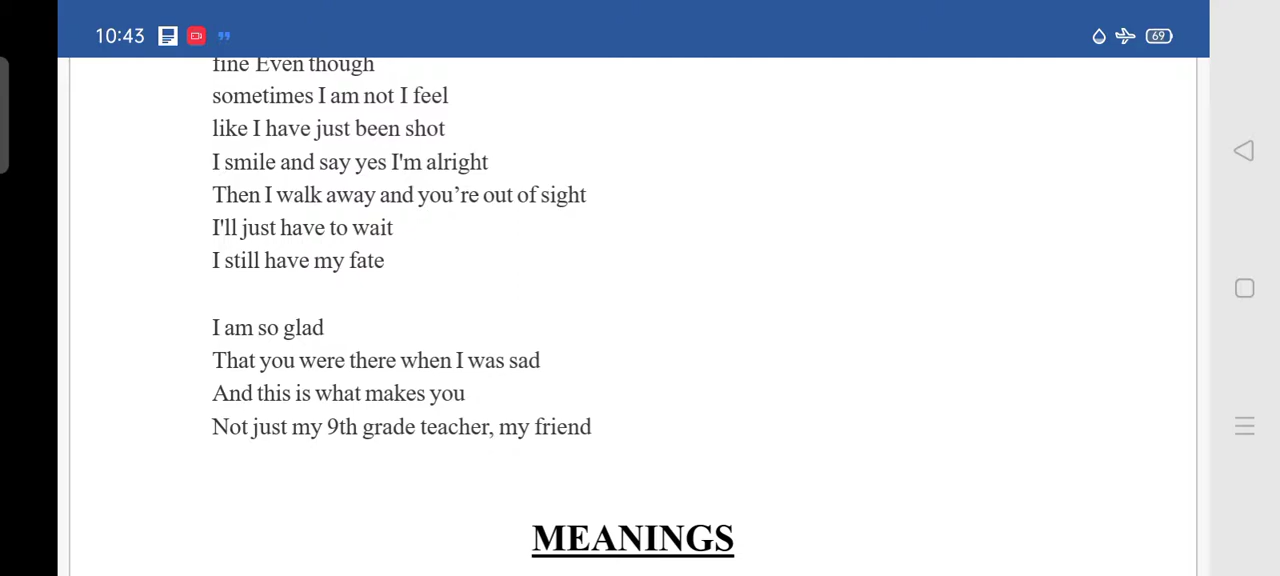 10:43
69
fine Even though
sometimes I am not I feel
like I have just been shot
I smile and say yes I'm alright
Then I walk away and you’re out of sight
I'll just have to wait
I still have my fate
I am so glad
That you were there when I was sad
And this is what makes you
Not just my 9th grade teacher, my friend
MEANINGS